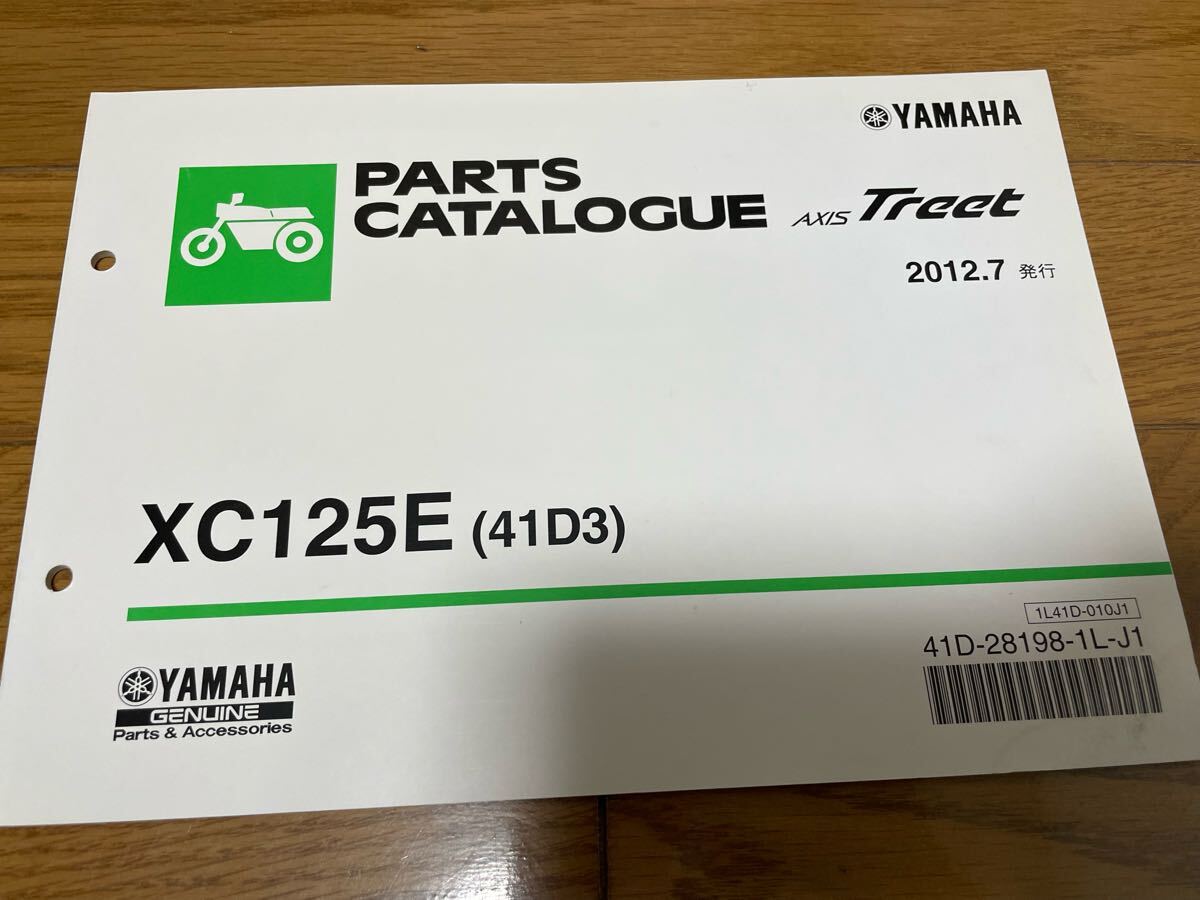 YAMAHA
PARTS
CATALOGUE
AXIS Treet
2012.7 発行
XC125E (41D3)
1L41D-010J1
41D-28198-1L-J1
YAMAHA
GENUINE
Parts & Accessories